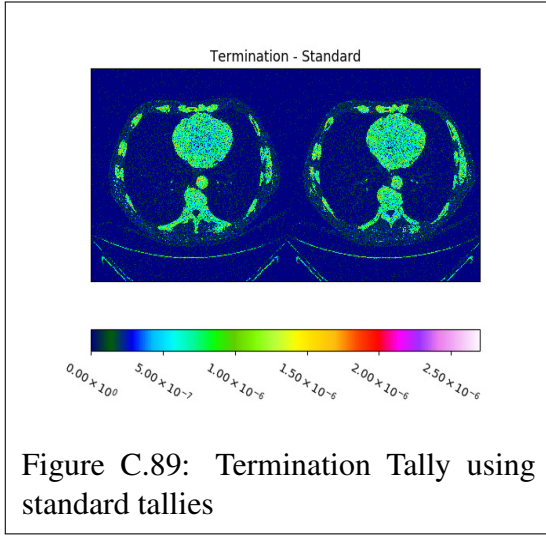 Termination - Standard
0.00 × 10⁰ 5.00 × 10⁻⁷ 1.00 × 10⁻⁶ 1.50 × 10⁻⁶ 2.00 × 10⁻⁶ 2.50 × 10⁻⁶
Figure C.89: Termination Tally using
standard tallies